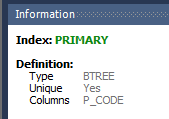 Information
Index: PRIMARY
Definition:
Type BTREE
Unique Yes
Columns P_CODE